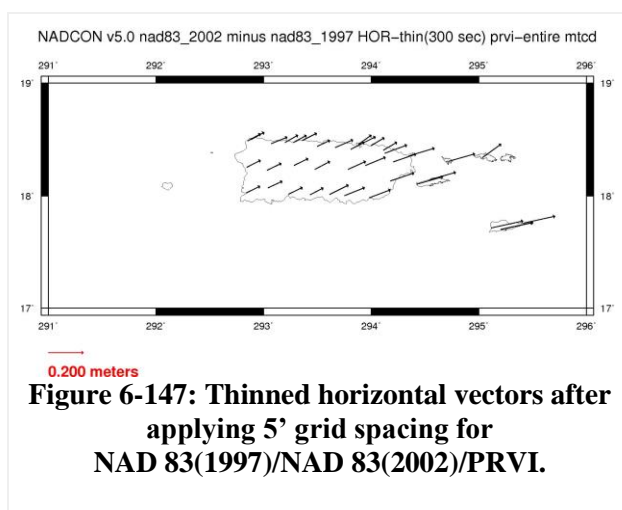 NADCON v5.0 nad83_2002 minus nad83_1997 HOR-thin(300 sec) prvi-entire mtcd
291˚ 292˚ 293˚ 294˚ 295˚ 296˚
19˚ 19˚
18˚ 18˚
17˚ 17˚
291˚ 292˚ 293˚ 294˚ 295˚ 296˚
0.200 meters
Figure 6-147: Thinned horizontal vectors after
applying 5’ grid spacing for
NAD 83(1997)/NAD 83(2002)/PRVI.